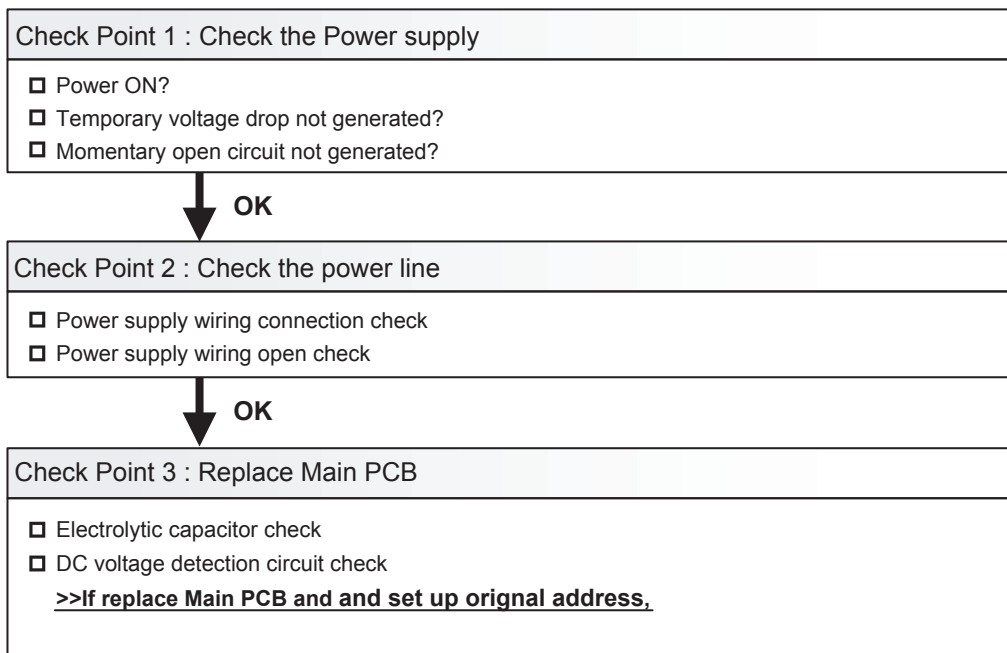 Check Point 1 : Check the Power supply
Power ON?
Temporary voltage drop not generated?
Momentary open circuit not generated?
OK
Check Point 2 : Check the power line
Power supply wiring connection check
Power supply wiring open check
OK
Check Point 3 : Replace Main PCB
Electrolytic capacitor check
DC voltage detection circuit check
>>If replace Main PCB and and set up orignal address,